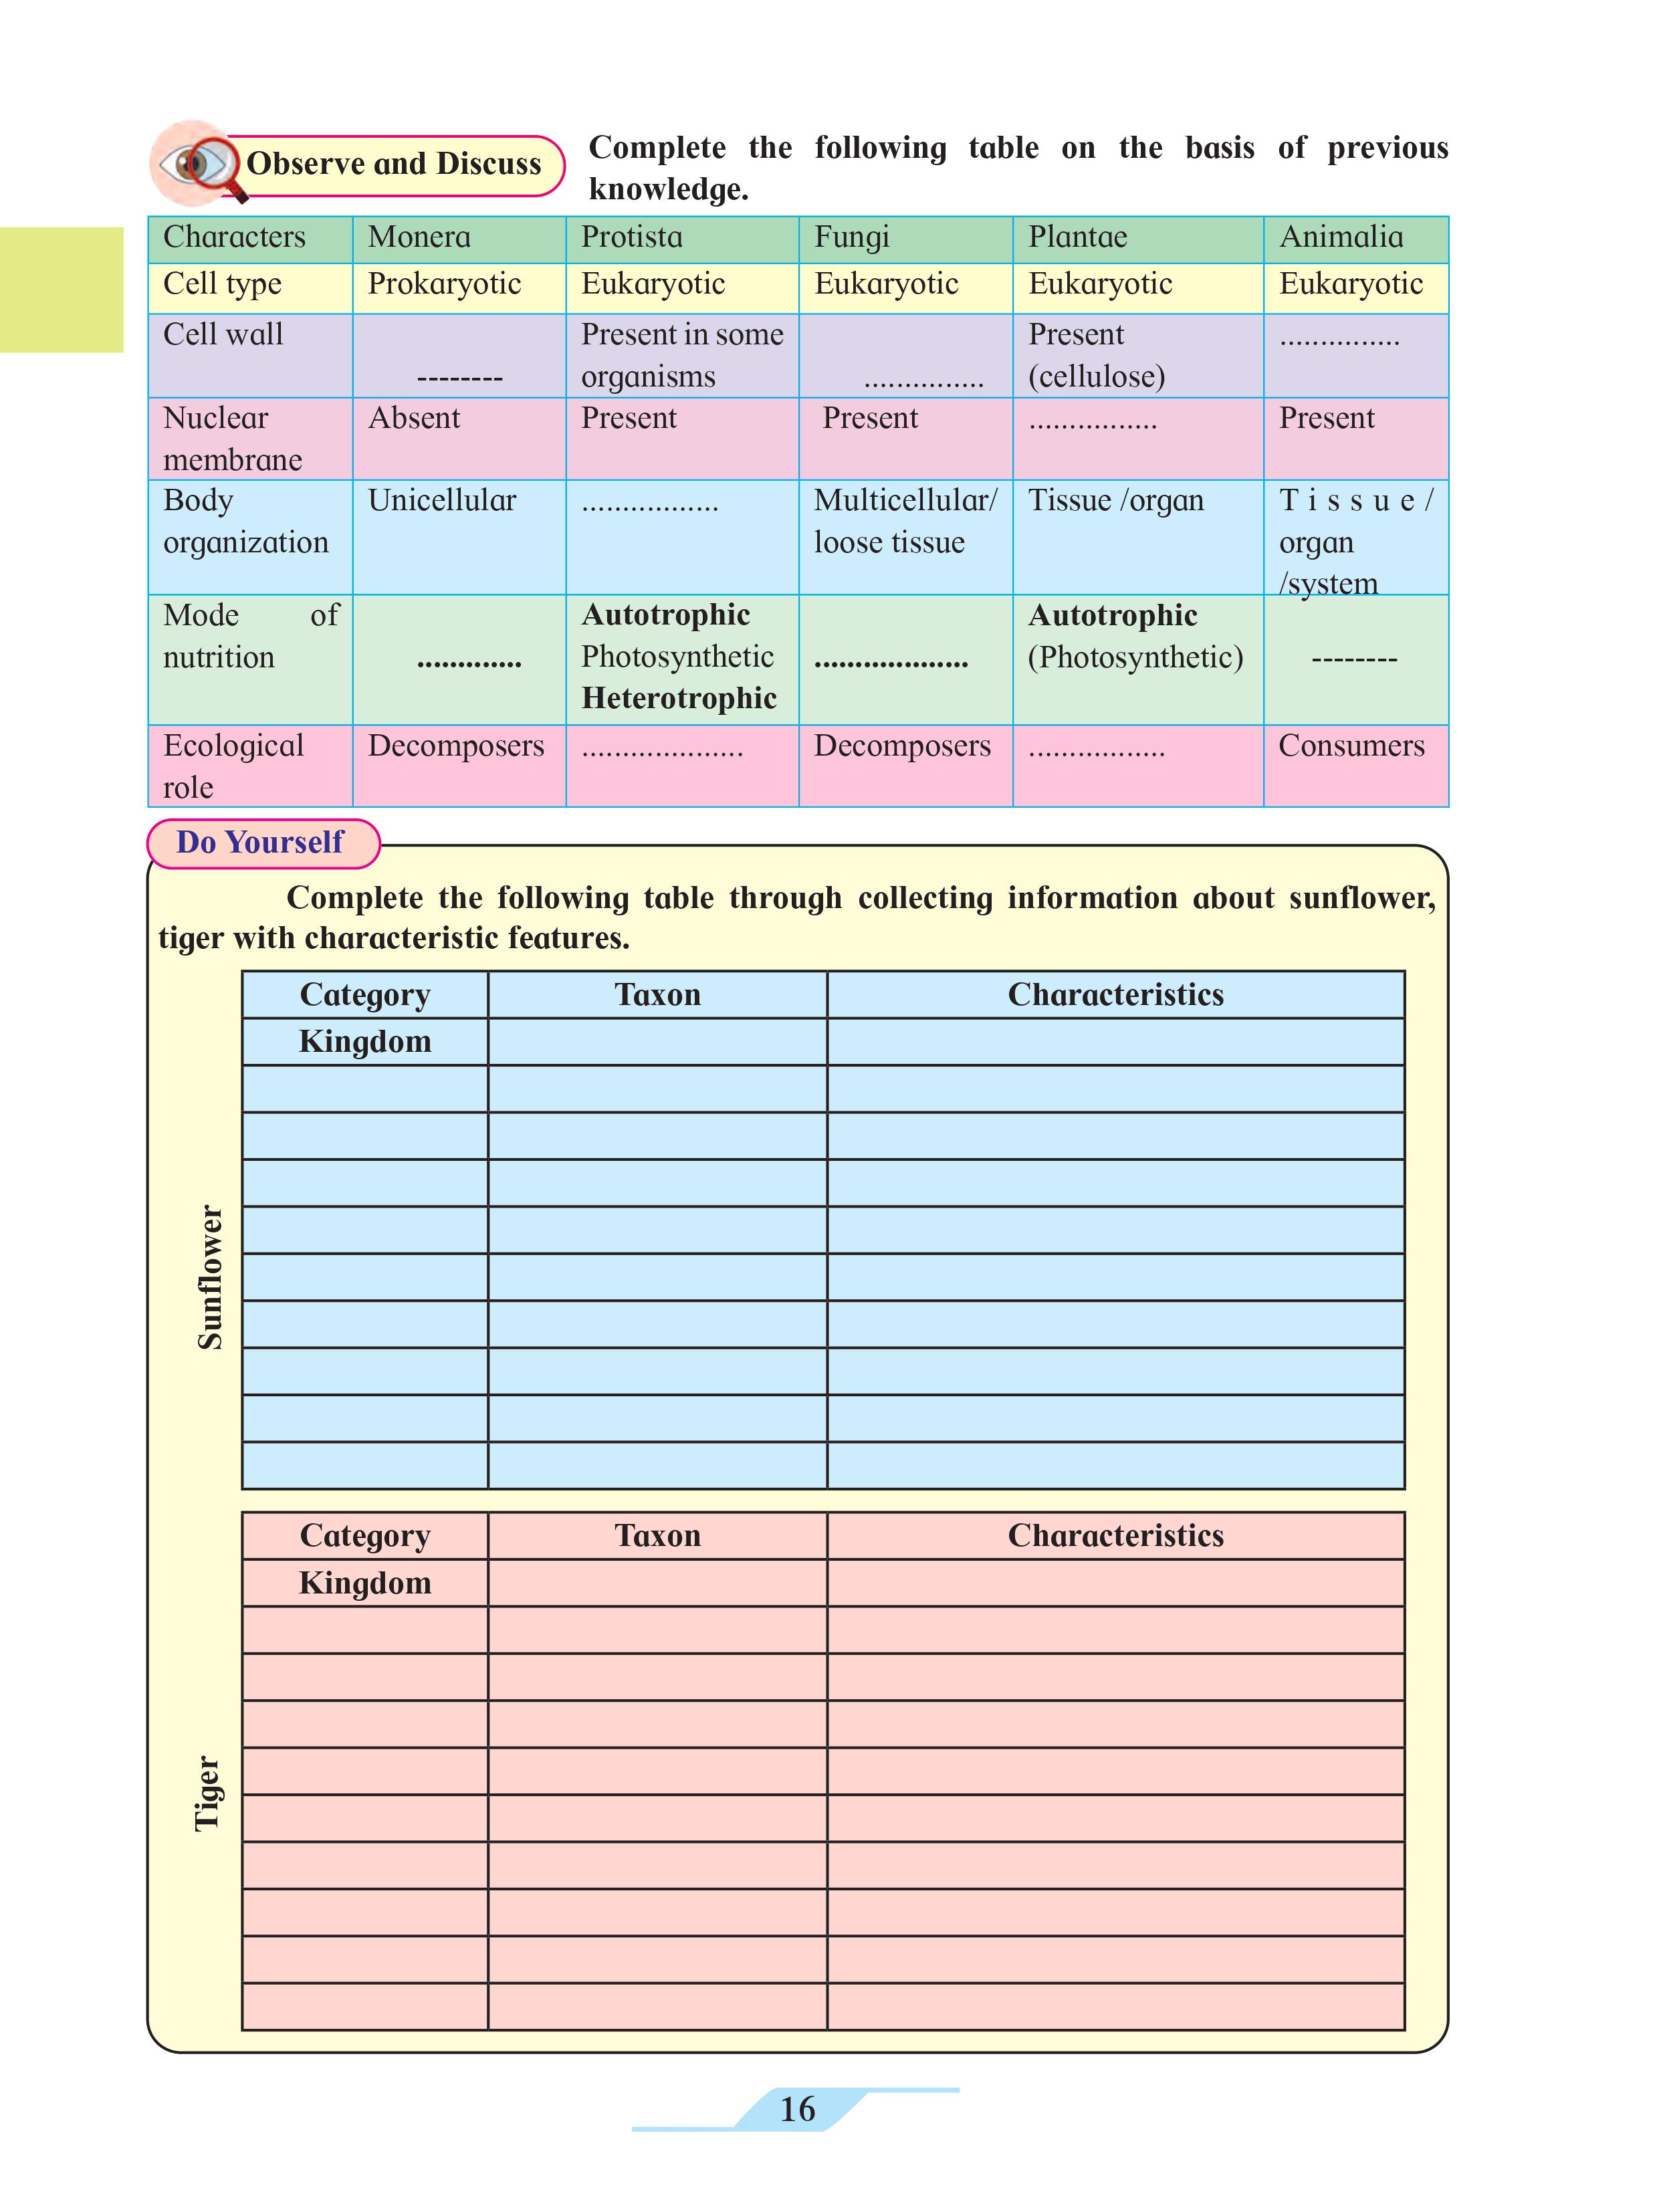 Observe and Discuss
Complete the following table on the basis of previous
knowledge.
Characters Monera Protista Fungi Plantae Animalia
Cell type Prokaryotic Eukaryotic Eukaryotic Eukaryotic Eukaryotic
Cell wall -------- Present in some organisms ............... Present (cellulose) ...............
Nuclear membrane Absent Present Present ................ Present
Body organization Unicellular ................. Multicellular/ loose tissue Tissue /organ Tissue/ organ /system
Mode of nutrition ............. Autotrophic Photosynthetic Heterotrophic ................... Autotrophic (Photosynthetic) --------
Ecological role Decomposers .................... Decomposers ................. Consumers
Do Yourself
Complete the following table through collecting information about sunflower,
tiger with characteristic features.
Sunflower
Category Taxon Characteristics
Kingdom
Tiger
Category Taxon Characteristics
Kingdom
16